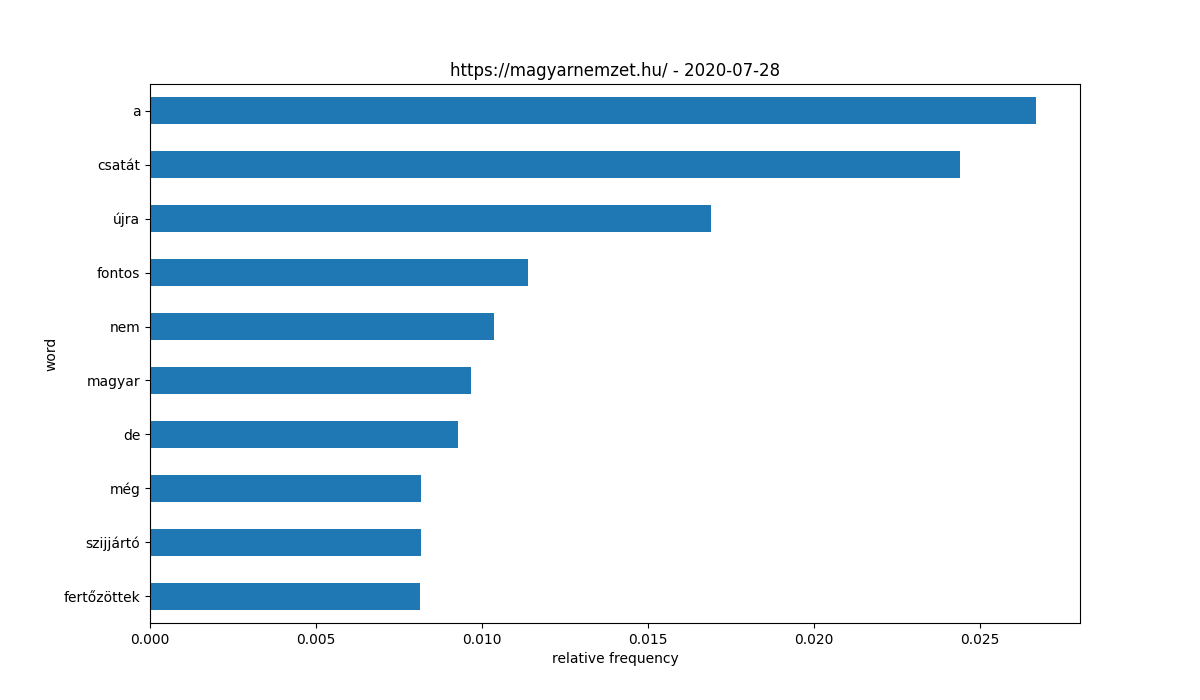 https://magyarnemzet.hu/ - 2020-07-28
a
csatát
újra
fontos
nem
magyar
de
még
szijjártó
fertőzöttek
word
0.000 0.005 0.010 0.015 0.020 0.025
relative frequency